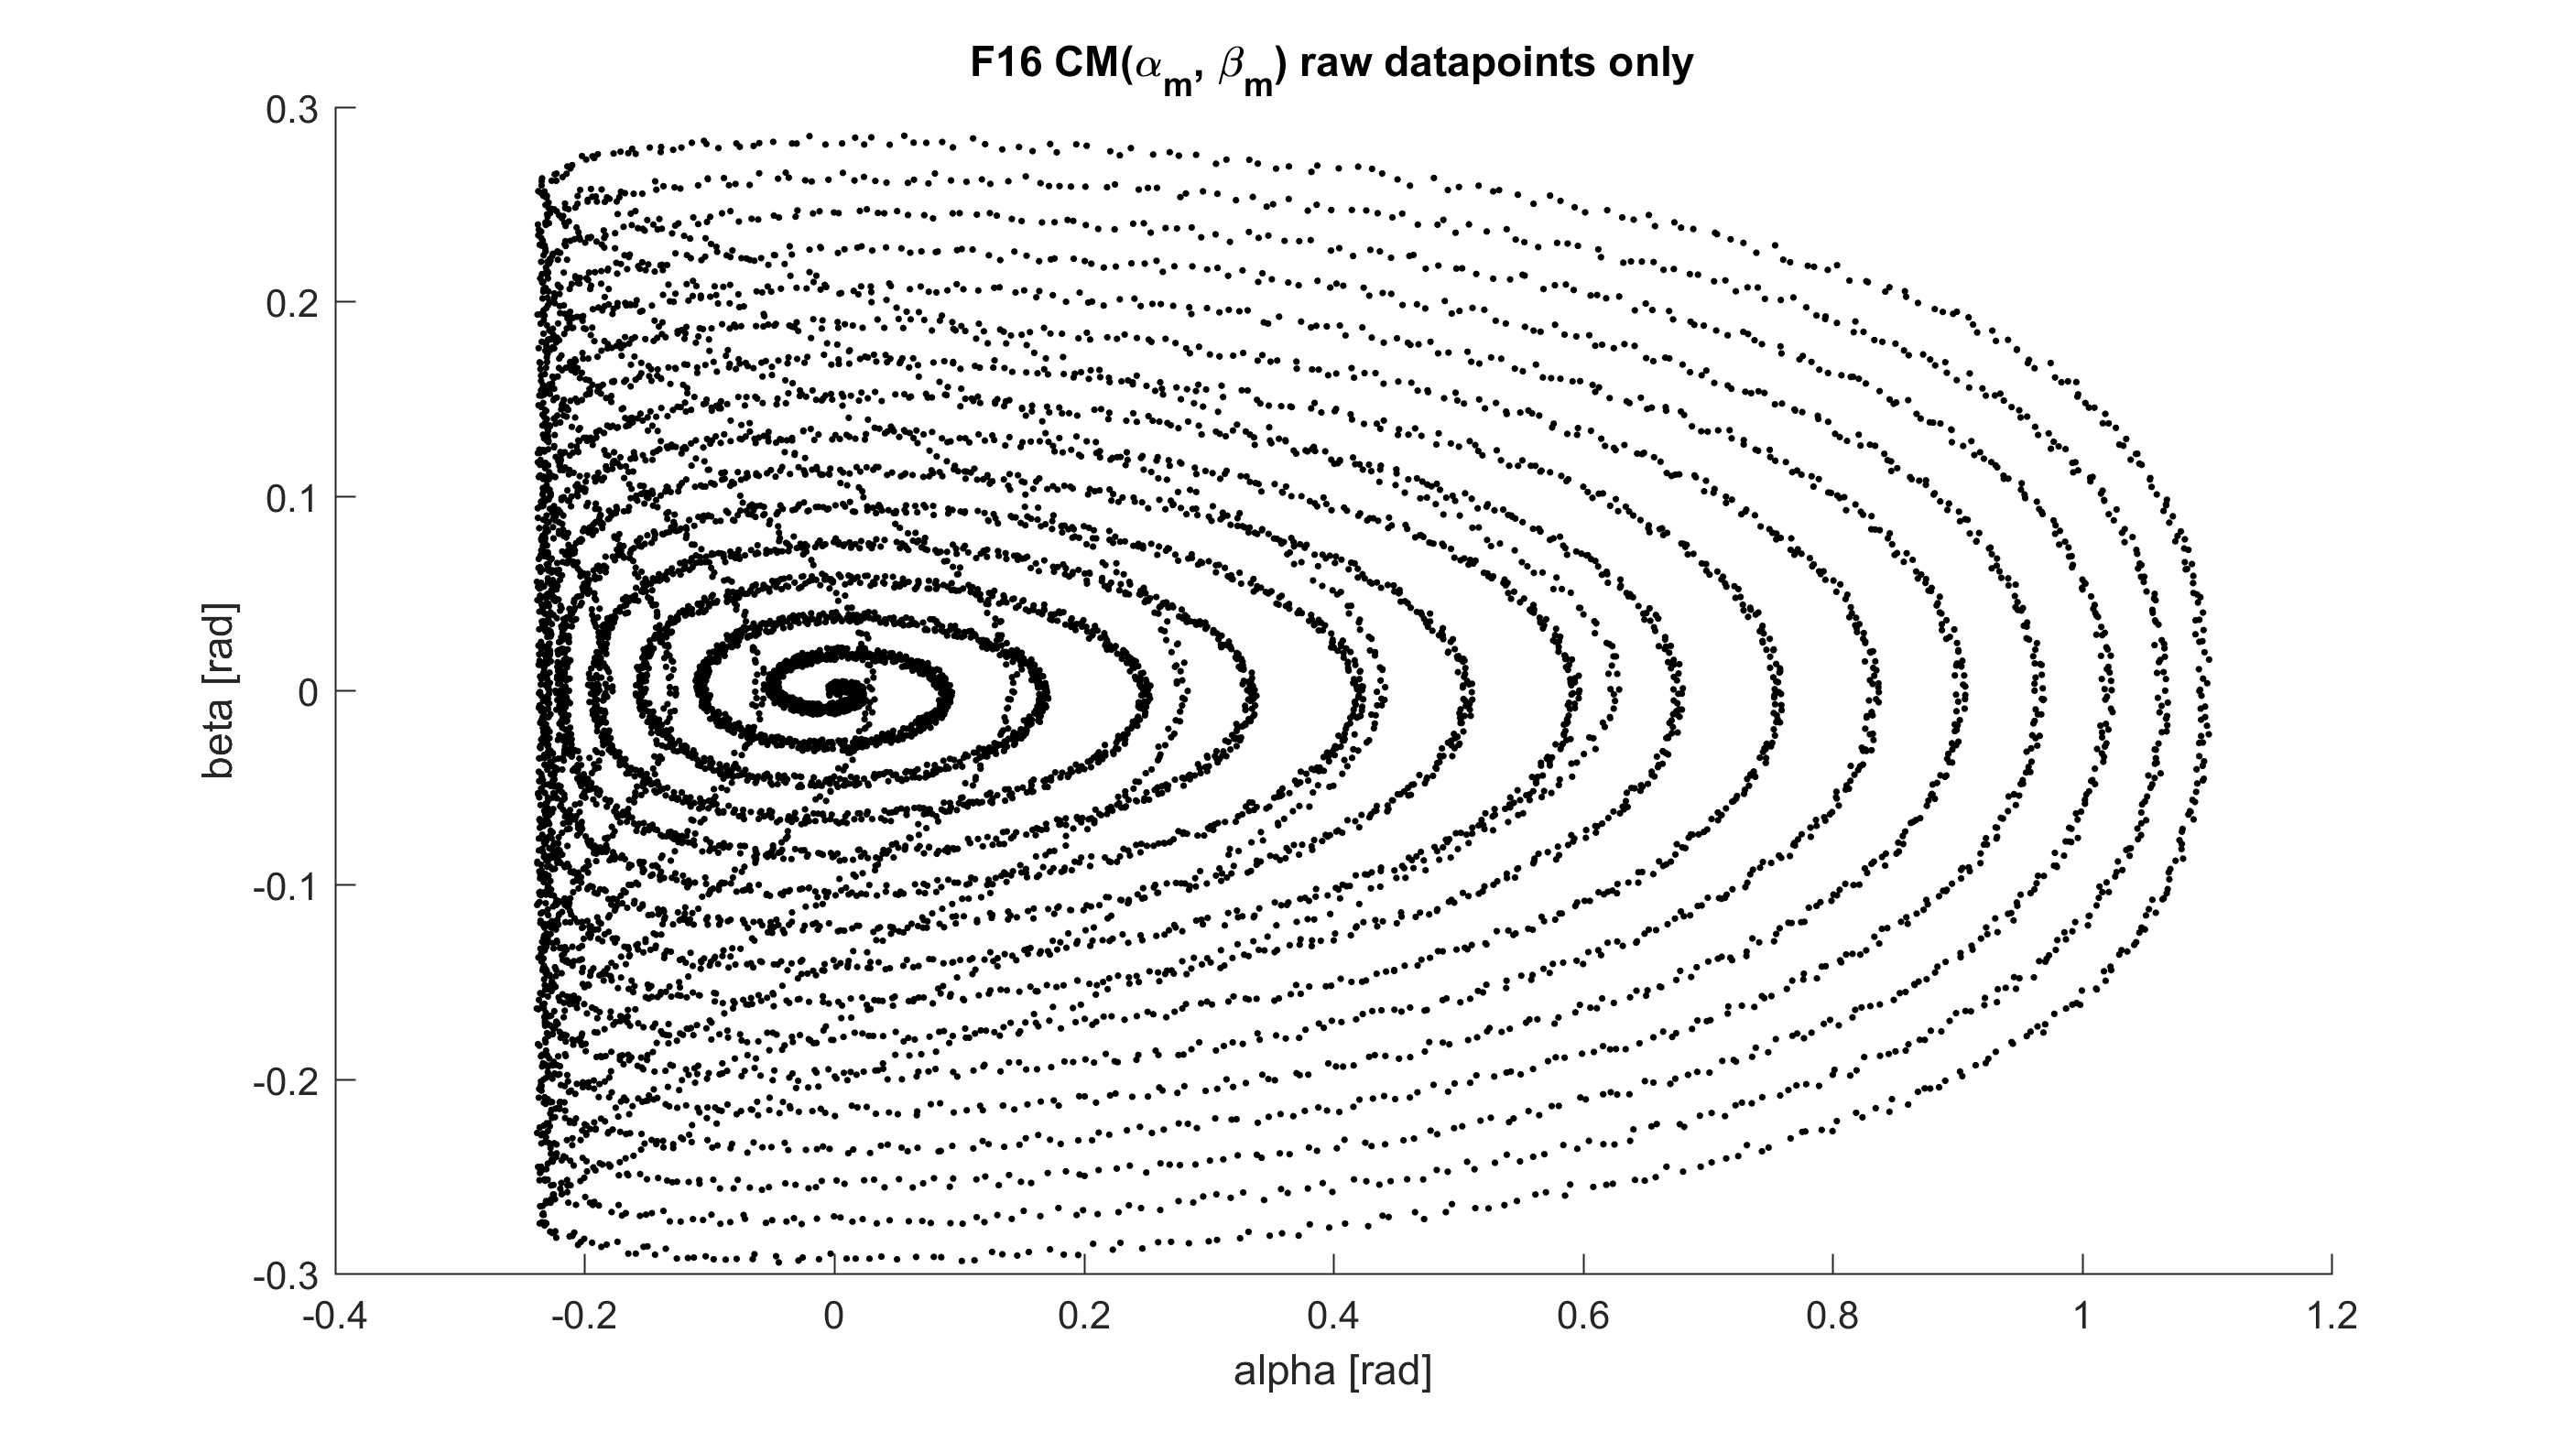 F16 CM(αm, βm) raw datapoints only
0.3
0.2
0.1
0
-0.1
-0.2
-0.3
beta [rad]
-0.4 -0.2 0 0.2 0.4 0.6 0.8 1 1.2
alpha [rad]